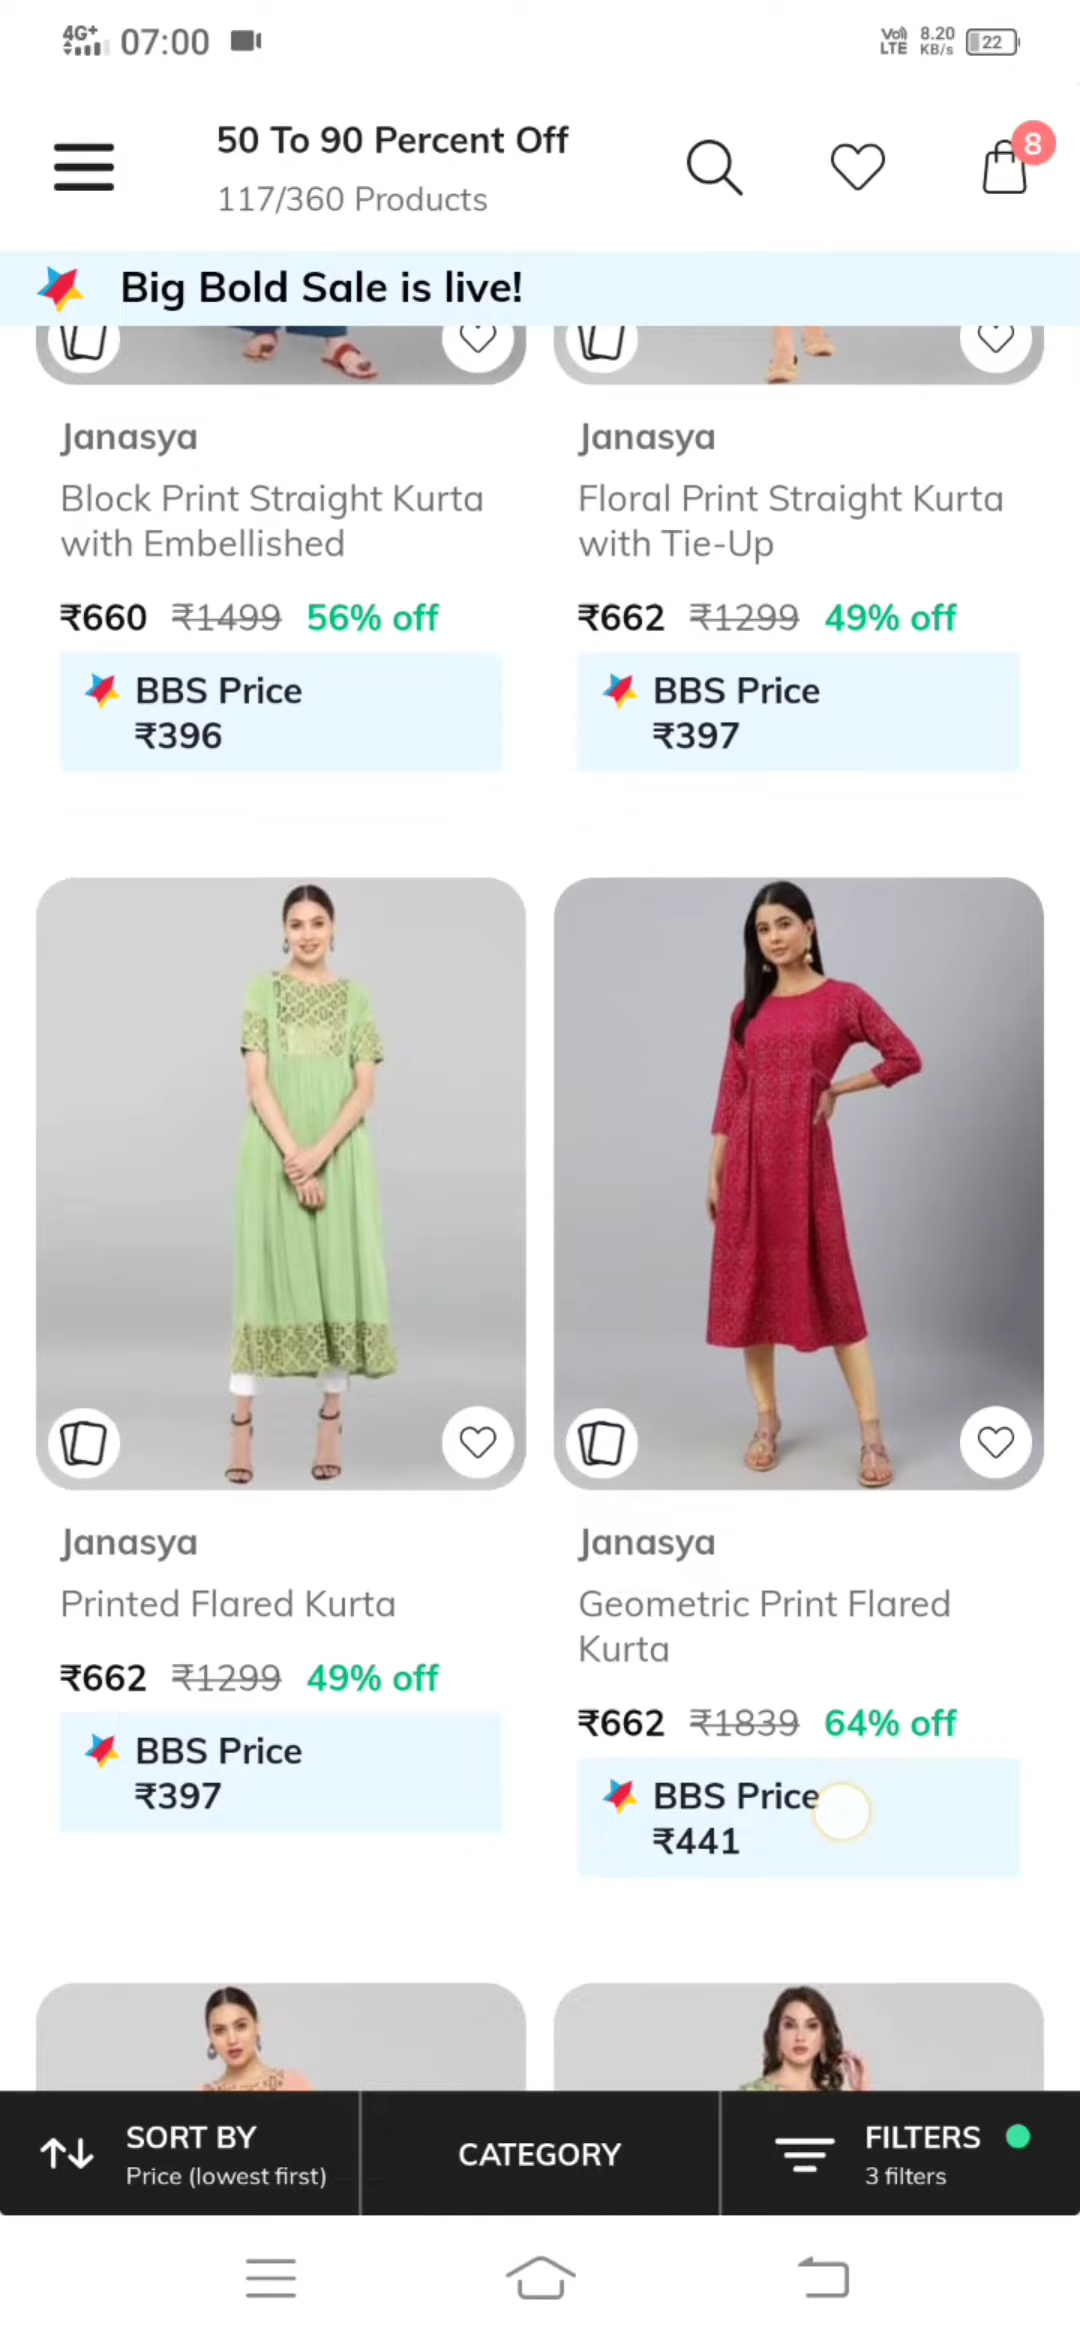 4G+ 07:00 Vo)) LTE 8.20 KB/s 22
50 To 90 Percent Off
117/360 Products
8
Big Bold Sale is live!
Janasya
Block Print Straight Kurta
with Embellished
₹660 ₹1499 56% off
BBS Price
₹396
Janasya
Floral Print Straight Kurta
with Tie-Up
₹662 ₹1299 49% off
BBS Price
₹397
Janasya
Printed Flared Kurta
₹662 ₹1299 49% off
BBS Price
₹397
Janasya
Geometric Print Flared
Kurta
₹662 ₹1839 64% off
BBS Price
₹441
SORT BY
Price (lowest first)
CATEGORY
FILTERS
3 filters